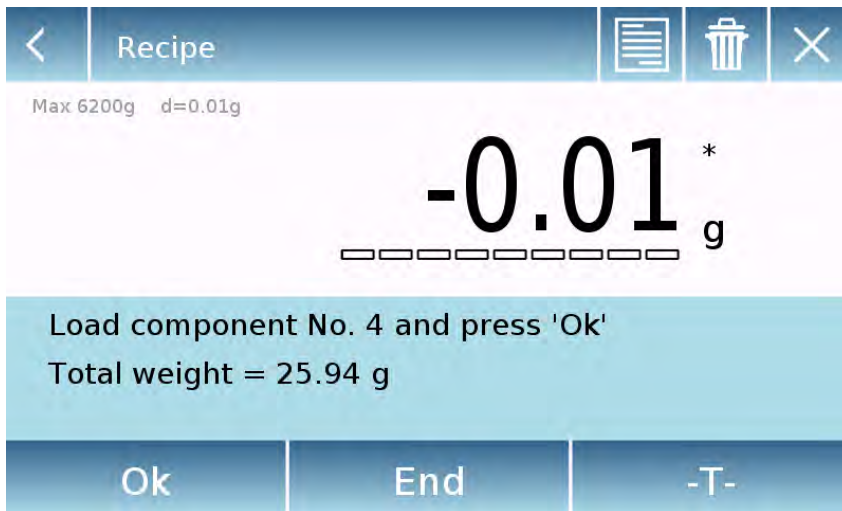 Recipe
Max 6200g d=0.01g
-0.01 * g
Load component No. 4 and press 'Ok'
Total weight = 25.94 g
Ok End -T-